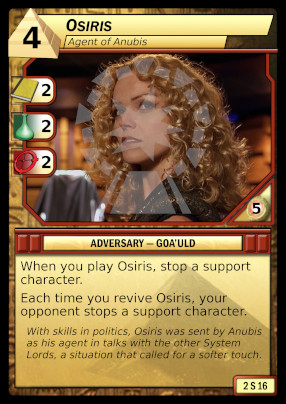 4
OSIRIS
Agent of Anubis
2
2
2
5
ADVERSARY – GOA'ULD
When you play Osiris, stop a support
character.
Each time you revive Osiris, your
opponent stops a support character.
With skills in politics, Osiris was sent by Anubis
as his agent in talks with the other System
Lords, a situation that called for a softer touch.
2 S 16